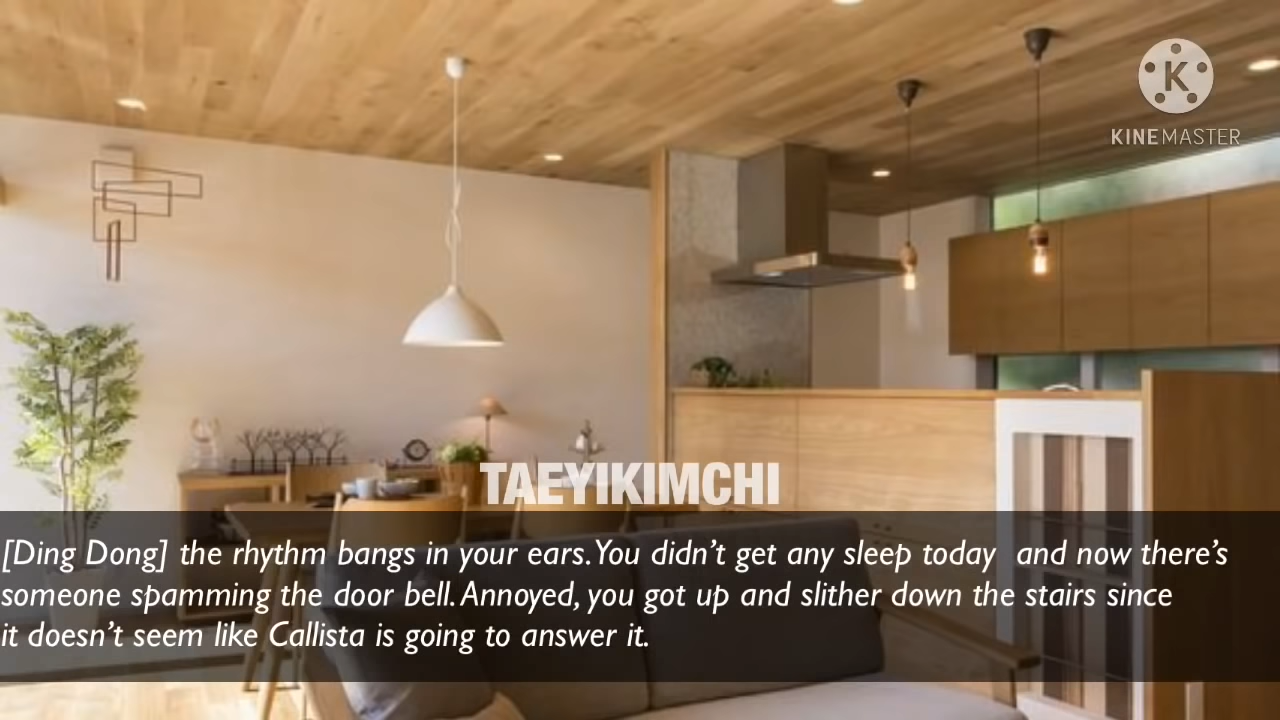 K
KINEMASTER
TAEYIKIMCHI
[Ding Dong] the rhythm bangs in your ears. You didn't get any sleep today  and now there's
someone spamming the door bell. Annoyed, you got up and slither down the stairs since
it doesn't seem like Callista is going to answer it.